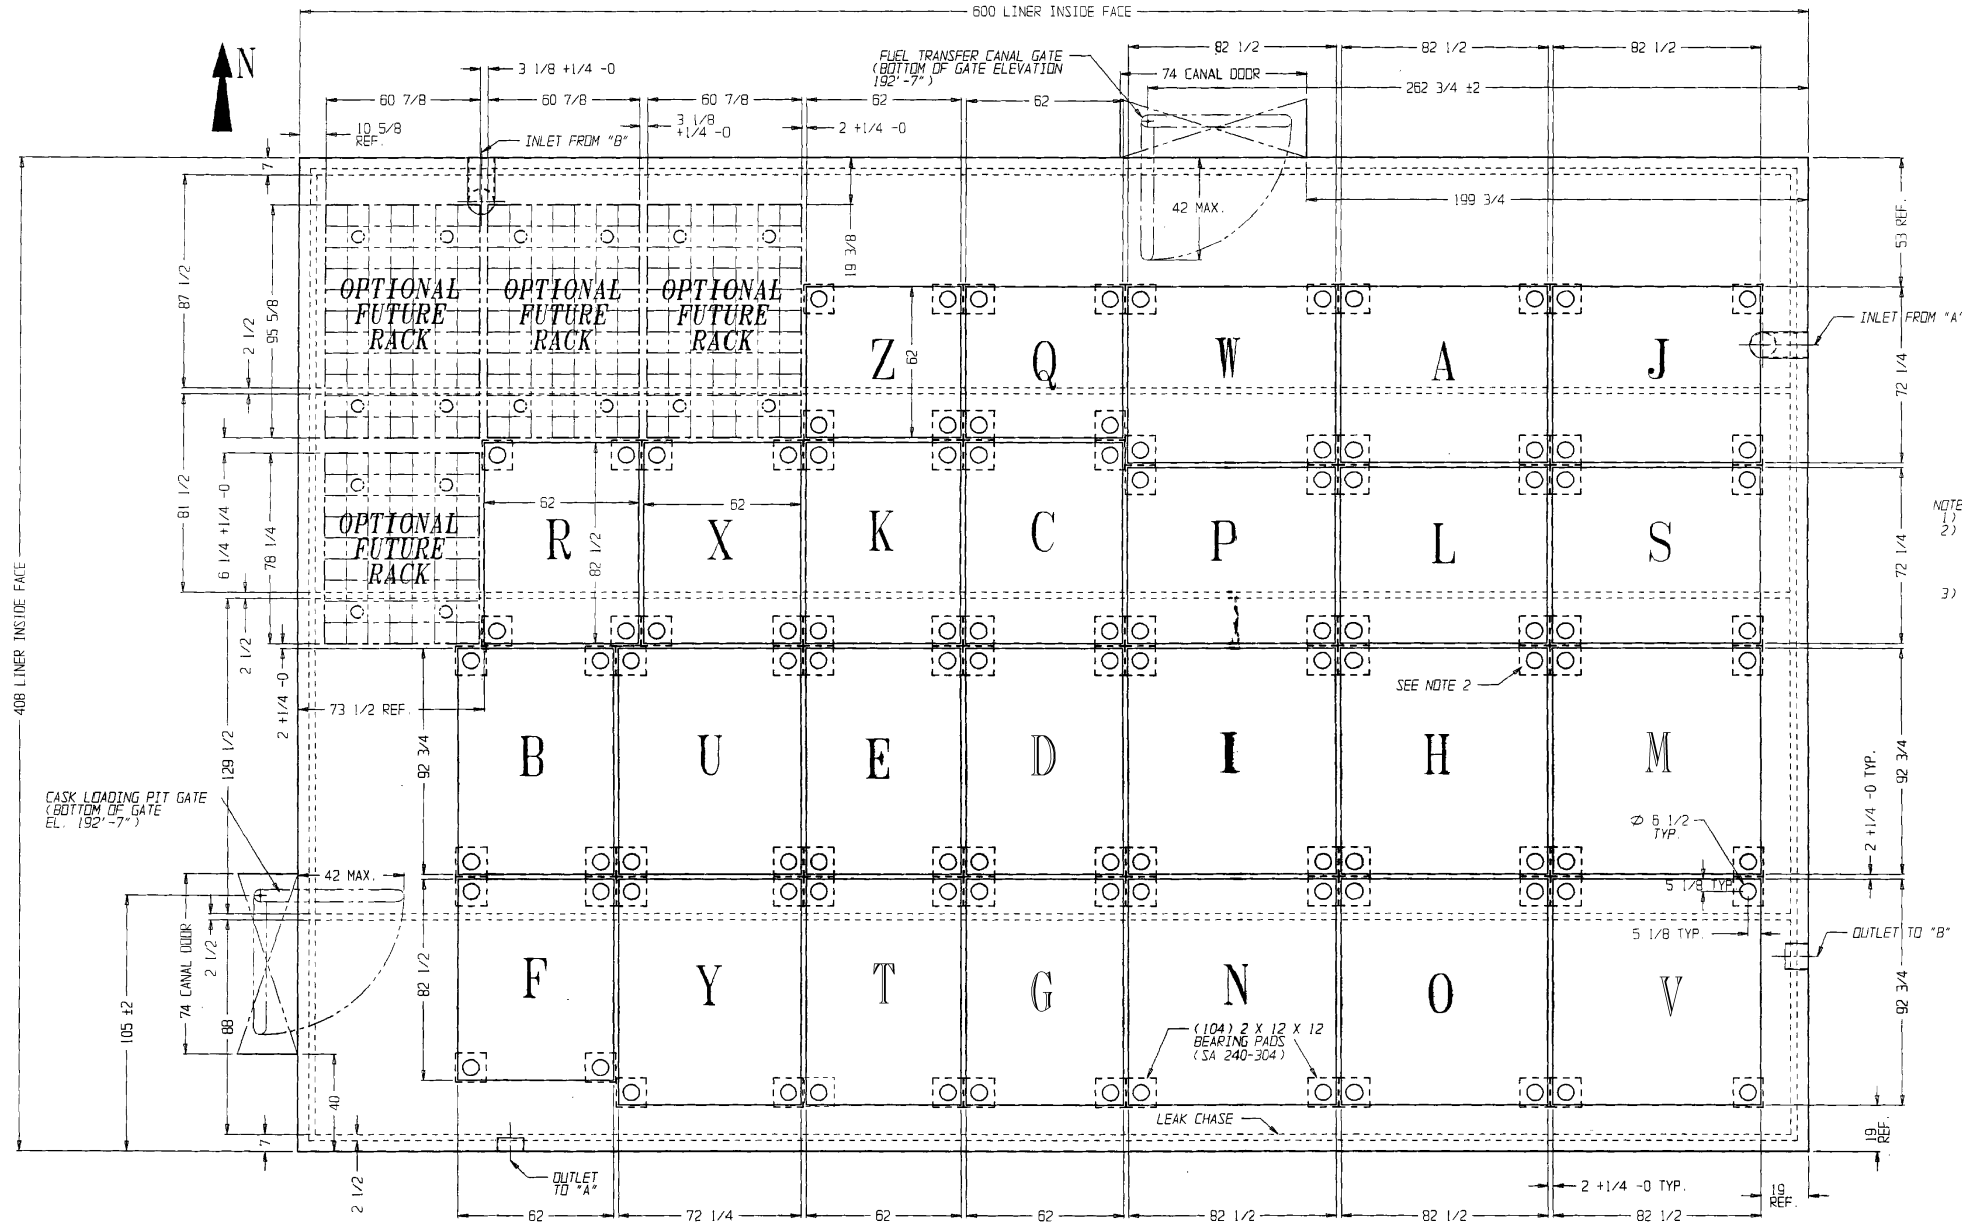 600 LINER INSIDE FACE
N
FUEL TRANSFER CANAL GATE
(BOTTOM OF GATE ELEVATION
192'-7")
82 1/2
82 1/2
82 1/2
3 1/8 +1/4 -0
74 CANAL DOOR
262 3/4 ±2
60 7/8
60 7/8
60 7/8
62
62
10 5/8
REF.
INLET FROM "B"
3 1/8
+1/4 -0
2 +1/4 -0
7
42 MAX.
199 3/4
53 REF.
19 3/8
87 1/2
2 1/2
95 5/8
OPTIONAL
FUTURE
RACK
OPTIONAL
FUTURE
RACK
OPTIONAL
FUTURE
RACK
Z
62
Q
W
A
J
INLET FROM "A"
72 1/4
81 1/2
6 1/4 +1/4 -0
78 1/4
OPTIONAL
FUTURE
RACK
62
R
82 1/2
62
X
K
C
P
L
S
72 1/4
NOTE
1)
2)
3)
408 LINER INSIDE FACE
2 1/2
2 +1/4 -0
73 1/2 REF.
SEE NOTE 2
129 1/2
92 3/4
B
U
E
D
I
H
M
92 3/4
2 +1/4 -0 TYP.
CASK LOADING PIT GATE
(BOTTOM OF GATE
EL. 192'-7")
Ø 6 1/2
TYP.
42 MAX.
5 1/8 TYP.
5 1/8 TYP.
OUTLET TO "B"
105 ±2
74 CANAL DOOR
2 1/2
88
82 1/2
F
Y
T
G
N
O
V
92 3/4
(104) 2 X 12 X 12
BEARING PADS
(SA 240-304)
40
7
LEAK CHASE
19
REF.
2 1/2
OUTLET
TO "A"
2 +1/4 -0 TYP.
19
REF.
62
72 1/4
62
62
82 1/2
82 1/2
82 1/2